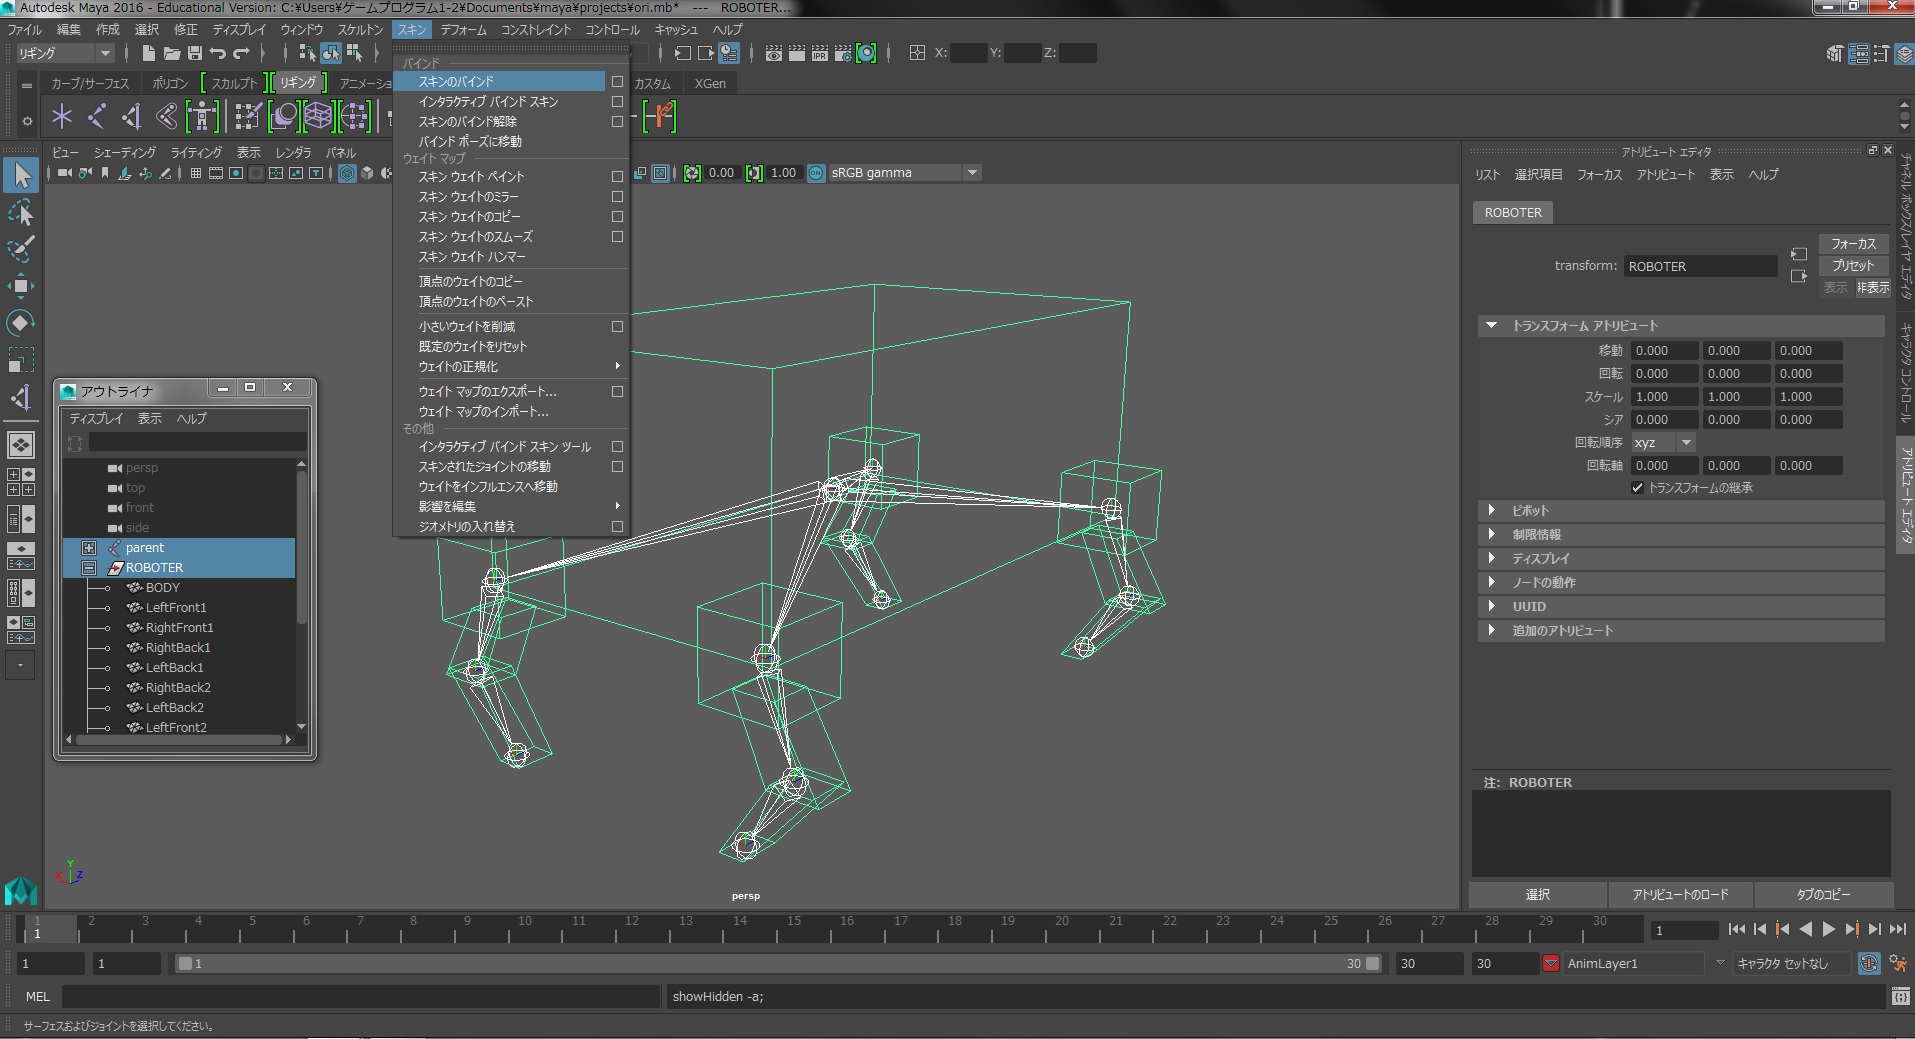 Autodesk Maya 2016 - Educational Version: C:¥Users¥ゲームプログラム1-2¥Documents¥maya¥projects¥ori.mb*   ---   ROBOTER...
ファイル 編集 作成 選択 修正 ディスプレイ ウィンドウ スケルトン スキン デフォーム コンストレイント コントロール キャッシュ ヘルプ
リギング X: Y: Z:
カーブ/サーフェス ポリゴン スカルプト リギング アニメーショ カスタム XGen
ビュー シェーディング ライティング 表示 レンダラ パネル
0.00 1.00 ON sRGB gamma
バインド
スキンのバインド
インタラクティブ バインド スキン
スキンのバインド解除
バインド ポーズに移動
ウェイト マップ
スキン ウェイト ペイント
スキン ウェイトのミラー
スキン ウェイトのコピー
スキン ウェイトのスムーズ
スキン ウェイト ハンマー
頂点のウェイトのコピー
頂点のウェイトのペースト
小さいウェイトを削減
既定のウェイトをリセット
ウェイトの正規化
ウェイト マップのエクスポート...
ウェイト マップのインポート...
その他
インタラクティブ バインド スキン ツール
スキンされたジョイントの移動
ウェイトをインフルエンスへ移動
影響を編集
ジオメトリの入れ替え
アウトライナ
ディスプレイ 表示 ヘルプ
persp
top
front
side
parent
ROBOTER
BODY
LeftFront1
RightFront1
RightBack1
LeftBack1
RightBack2
LeftBack2
LeftFront2
Y
X Z
persp
アトリビュート エディタ
リスト 選択項目 フォーカス アトリビュート 表示 ヘルプ
ROBOTER
フォーカス
transform: ROBOTER プリセット
表示 非表示
トランスフォーム アトリビュート
移動 0.000 0.000 0.000
回転 0.000 0.000 0.000
スケール 1.000 1.000 1.000
シア 0.000 0.000 0.000
回転順序 xyz
回転軸 0.000 0.000 0.000
トランスフォームの継承
ピボット
制限情報
ディスプレイ
ノードの動作
UUID
追加のアトリビュート
注: ROBOTER
選択 アトリビュートのロード タブのコピー
チャネル ボックス/レイヤ エディタ
キャラクタ コントロール
アトリビュート エディタ
1 2 3 4 5 6 7 8 9 10 11 12 13 14 15 16 17 18 19 20 21 22 23 24 25 26 27 28 29 30
1 1
1 1 1 30 30 30 AnimLayer1 キャラクタ セットなし
MEL showHidden -a;
サーフェスおよびジョイントを選択してください。